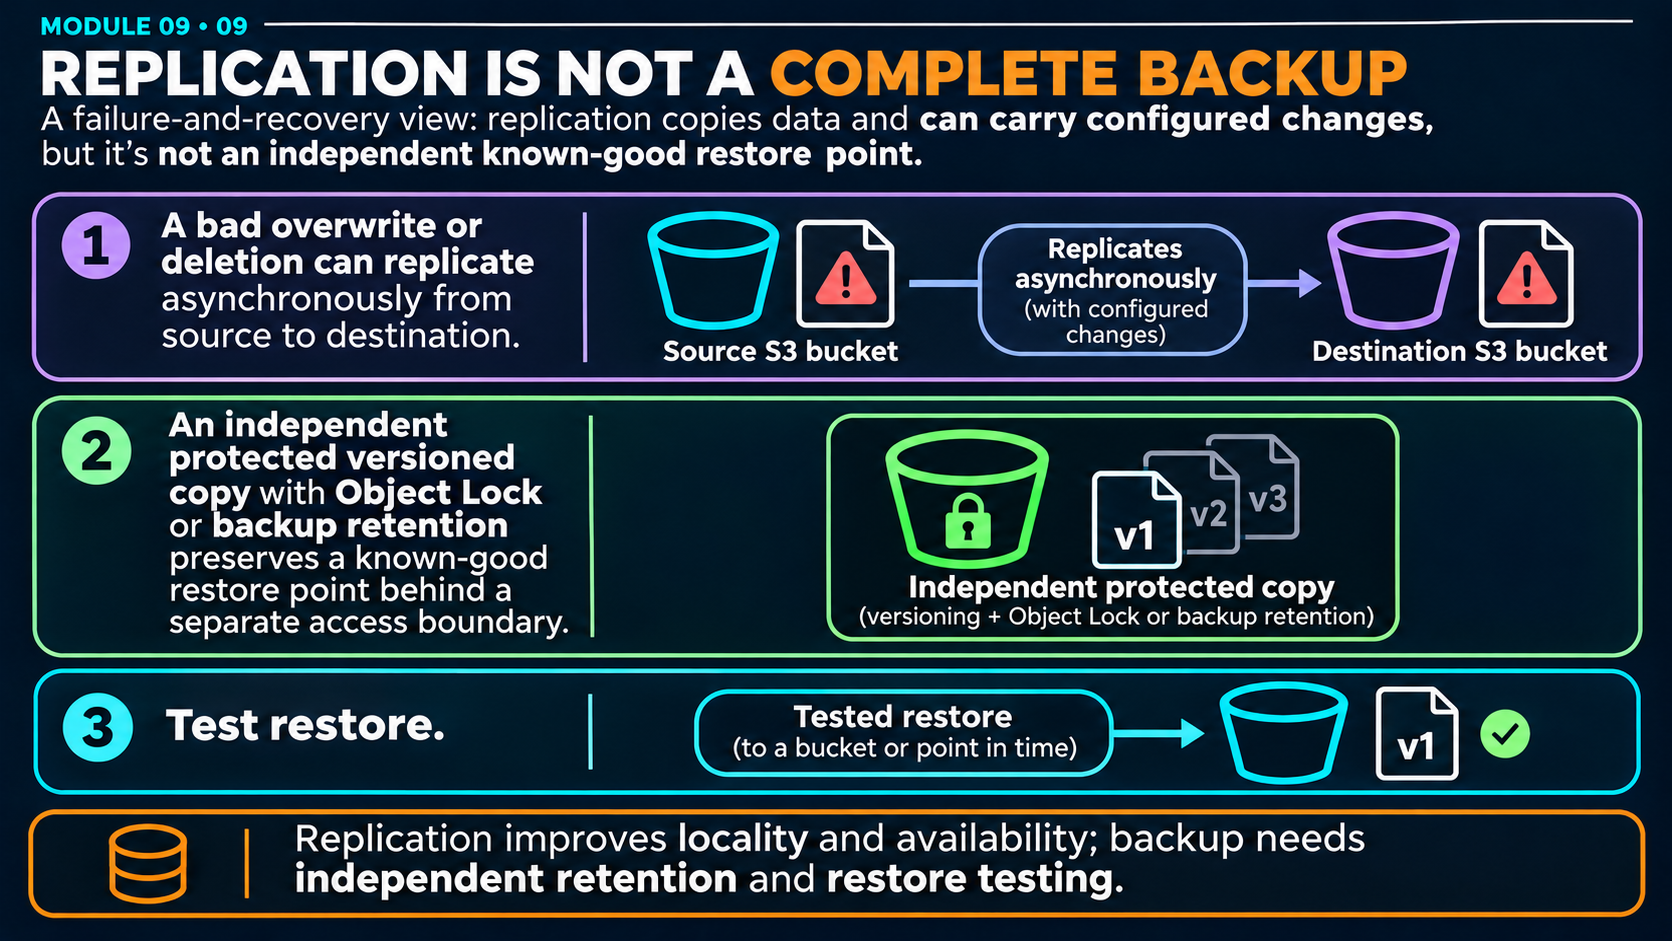 MODULE 09 • 09
REPLICATION IS NOT A COMPLETE BACKUP
A failure-and-recovery view: replication copies data and can carry configured changes,
but it’s not an independent known-good restore point.
1
A bad overwrite or
deletion can replicate
asynchronously from
source to destination.
Source S3 bucket
Replicates
asynchronously
(with configured
changes)
Destination S3 bucket
2
An independent
protected versioned
copy with Object Lock
or backup retention
preserves a known-good
restore point behind a
separate access boundary.
v1
v2
v3
Independent protected copy
(versioning + Object Lock or backup retention)
3
Test restore.
Tested restore
(to a bucket or point in time)
v1
Replication improves locality and availability; backup needs
independent retention and restore testing.